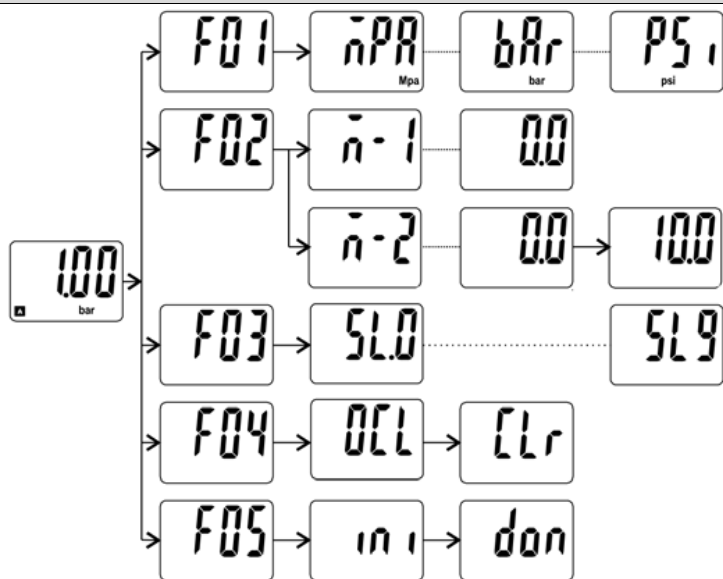 F01 MPA bAr PSi
Mpa bar psi
F02 M-1 0.0
M-2 0.0 10.0
1.00
A bar
F03 SL.0 SL9
F04 OCL CLr
F05 ini don